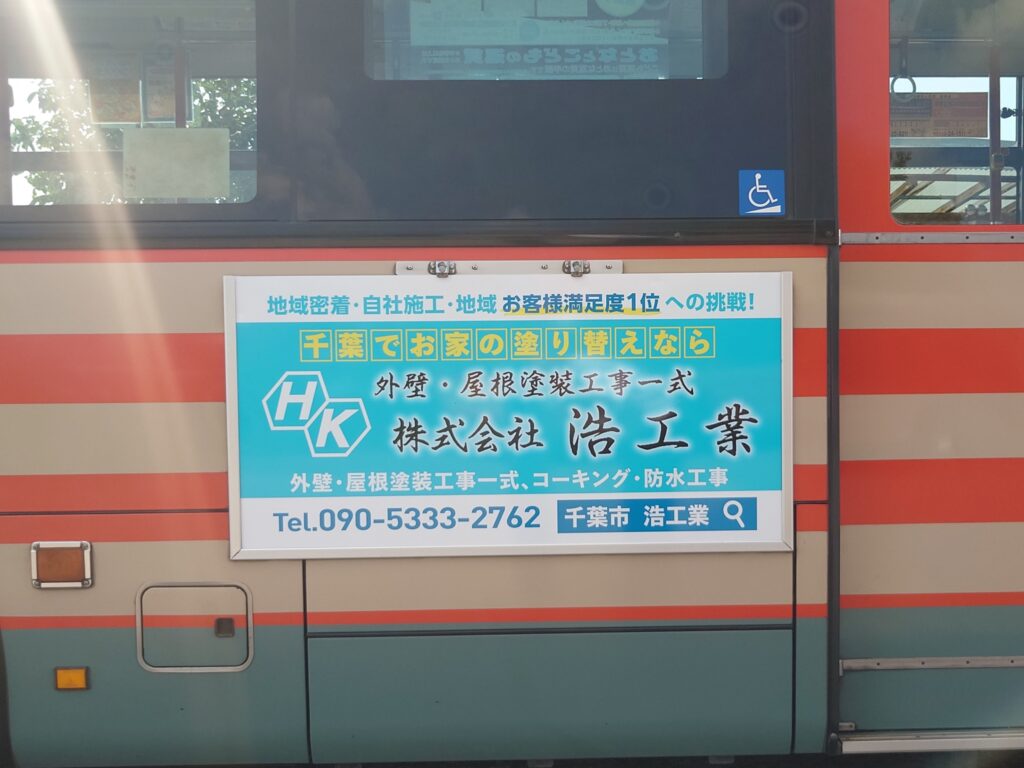 地域密着・自社施工・地域 お客様満足度1位 への挑戦!
千葉でお家の塗り替えなら
HK
外壁・屋根塗装工事一式
株式会社 浩工業
外壁・屋根塗装工事一式、コーキング・防水工事
Tel.090-5333-2762 千葉市 浩工業